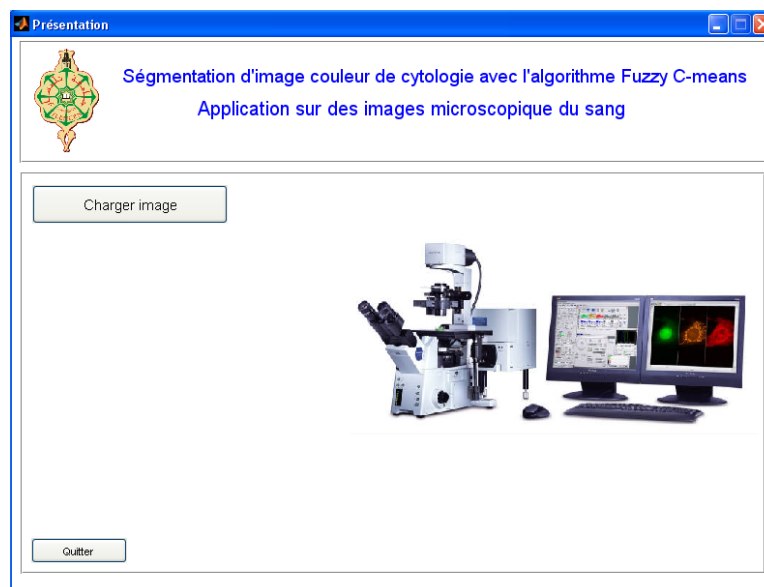 Présentation
Ségmentation d'image couleur de cytologie avec l'algorithme Fuzzy C-means
Application sur des images microscopique du sang
Charger image
Quitter